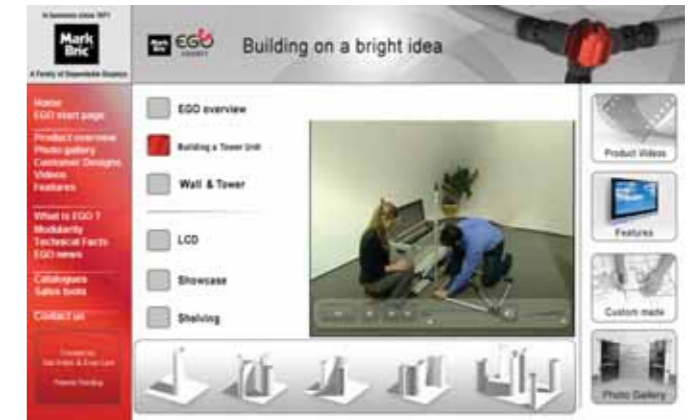 In business since 1971
Mark
Bric
A Family of Dependable Displays
Mark
Bric
EGO
Building on a bright idea
Home
EGO start page
Product overview
Photo gallery
Customer Designs
Videos
Features
What is EGO ?
Modularity
Technical Facts
EGO news
Catalogues
Sales tools
Contact us
Patents Pending
EGO overview
Building a Tower Unit
Wall & Tower
LCD
Showcase
Shelving
Product Videos
Features
Custom made
Photo Gallery